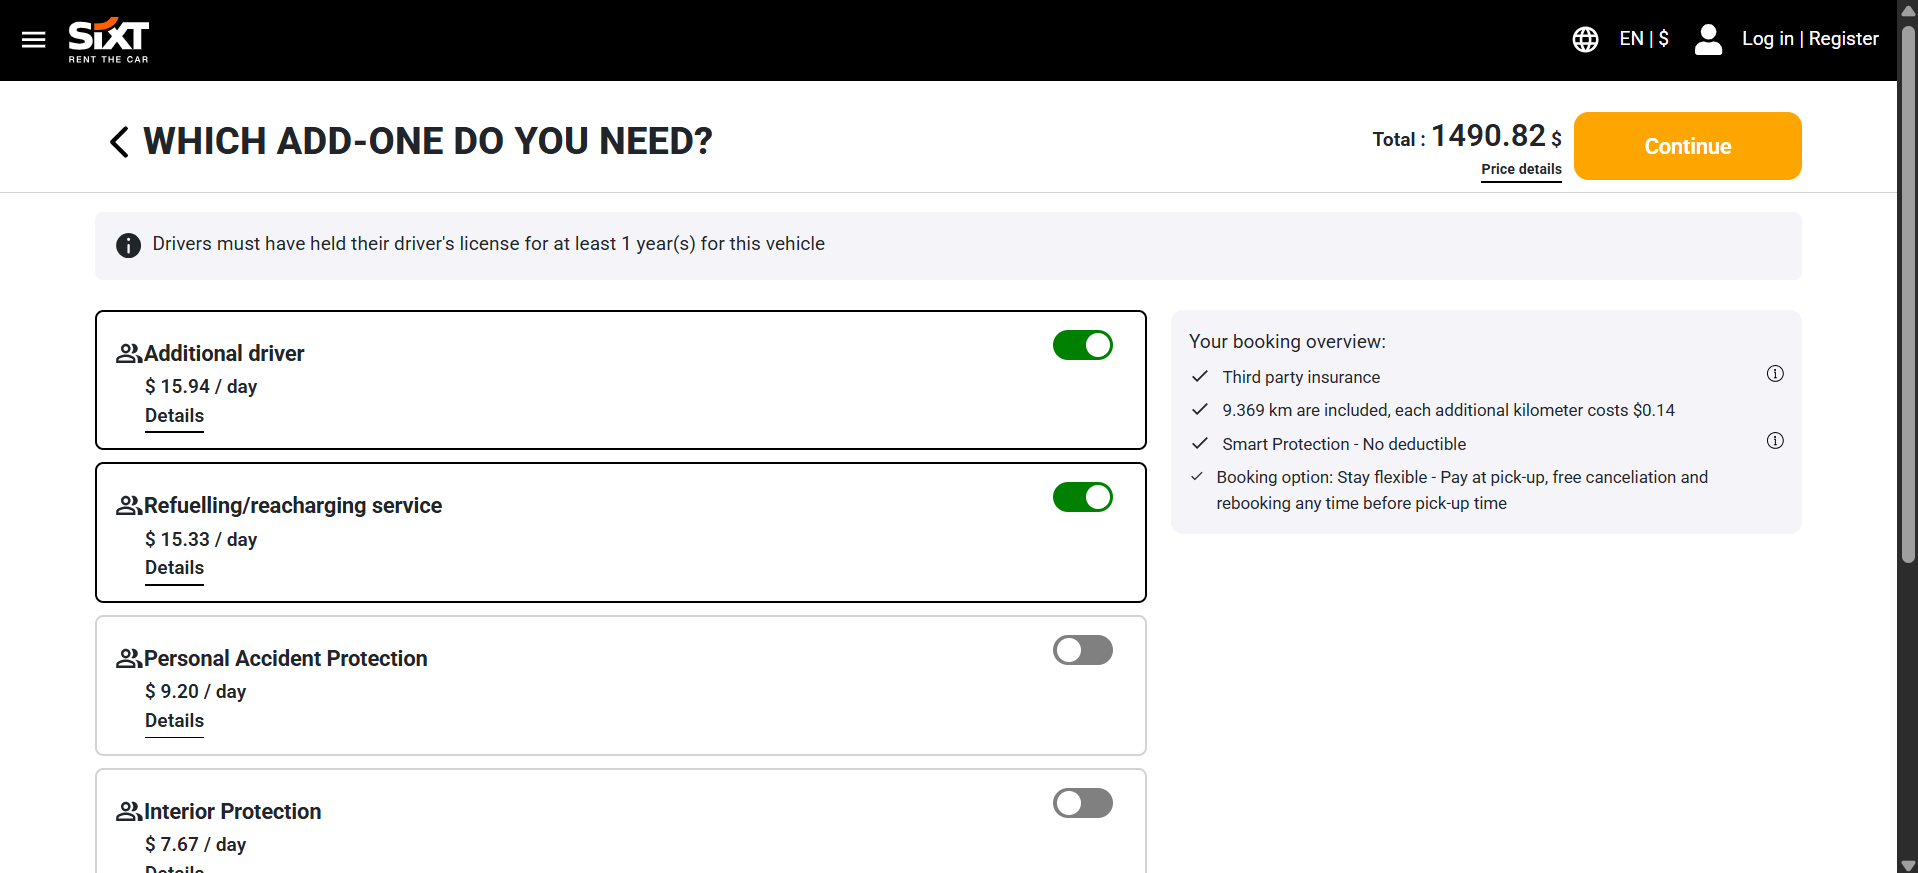 SiXT
RENT THE CAR
EN | $
Log in | Register
WHICH ADD-ONE DO YOU NEED?
Total : 1490.82 $
Price details
Continue
Drivers must have held their driver's license for at least 1 year(s) for this vehicle
Additional driver
$ 15.94 / day
Details
Refuelling/reacharging service
$ 15.33 / day
Details
Personal Accident Protection
$ 9.20 / day
Details
Interior Protection
$ 7.67 / day
Details
Your booking overview:
Third party insurance
9.369 km are included, each additional kilometer costs $0.14
Smart Protection - No deductible
Booking option: Stay flexible - Pay at pick-up, free canceliation and
rebooking any time before pick-up time